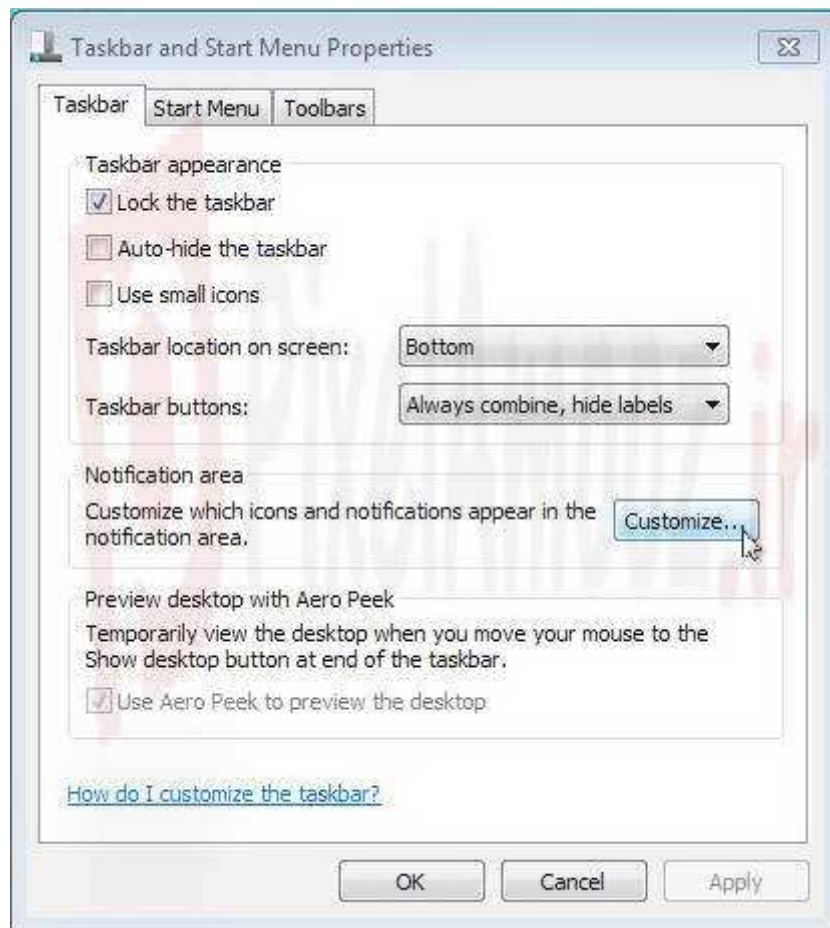 Taskbar and Start Menu Properties
Taskbar
Start Menu
Toolbars
Taskbar appearance
Lock the taskbar
Auto-hide the taskbar
Use small icons
Taskbar location on screen:
Bottom
Taskbar buttons:
Always combine, hide labels
Notification area
Customize which icons and notifications appear in the
notification area.
Customize...
Preview desktop with Aero Peek
Temporarily view the desktop when you move your mouse to the
Show desktop button at end of the taskbar.
Use Aero Peek to preview the desktop
How do I customize the taskbar?
OK
Cancel
Apply